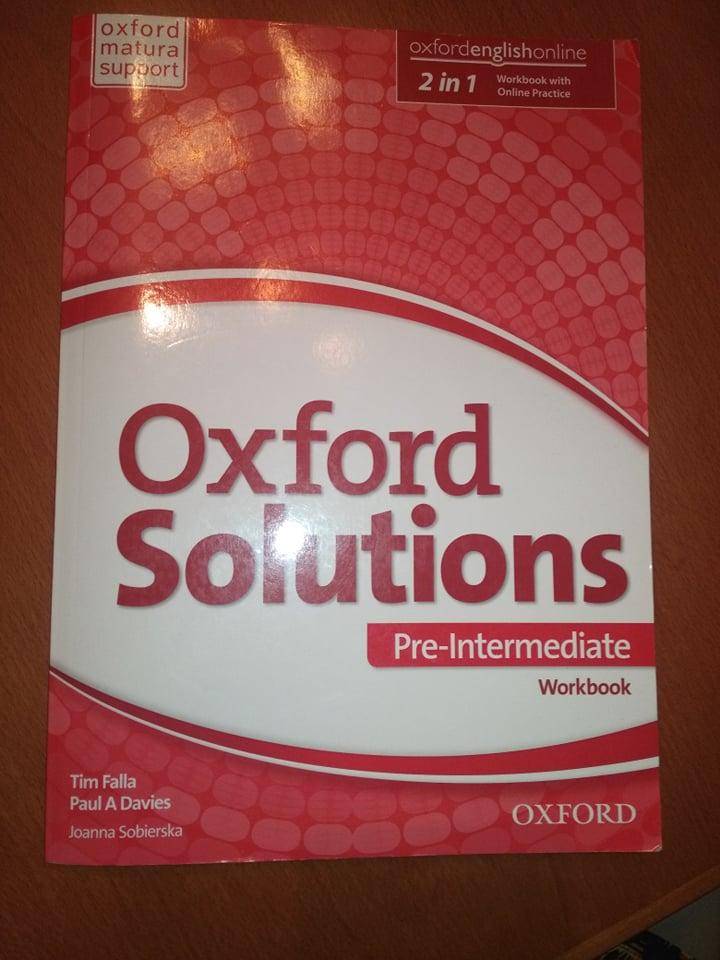 oxford
matura
support
oxfordenglishonline
2 in 1
Workbook with
Online Practice
Oxford
Solutions
Pre-Intermediate
Workbook
Tim Falla
Paul A Davies
Joanna Sobierska
OXFORD